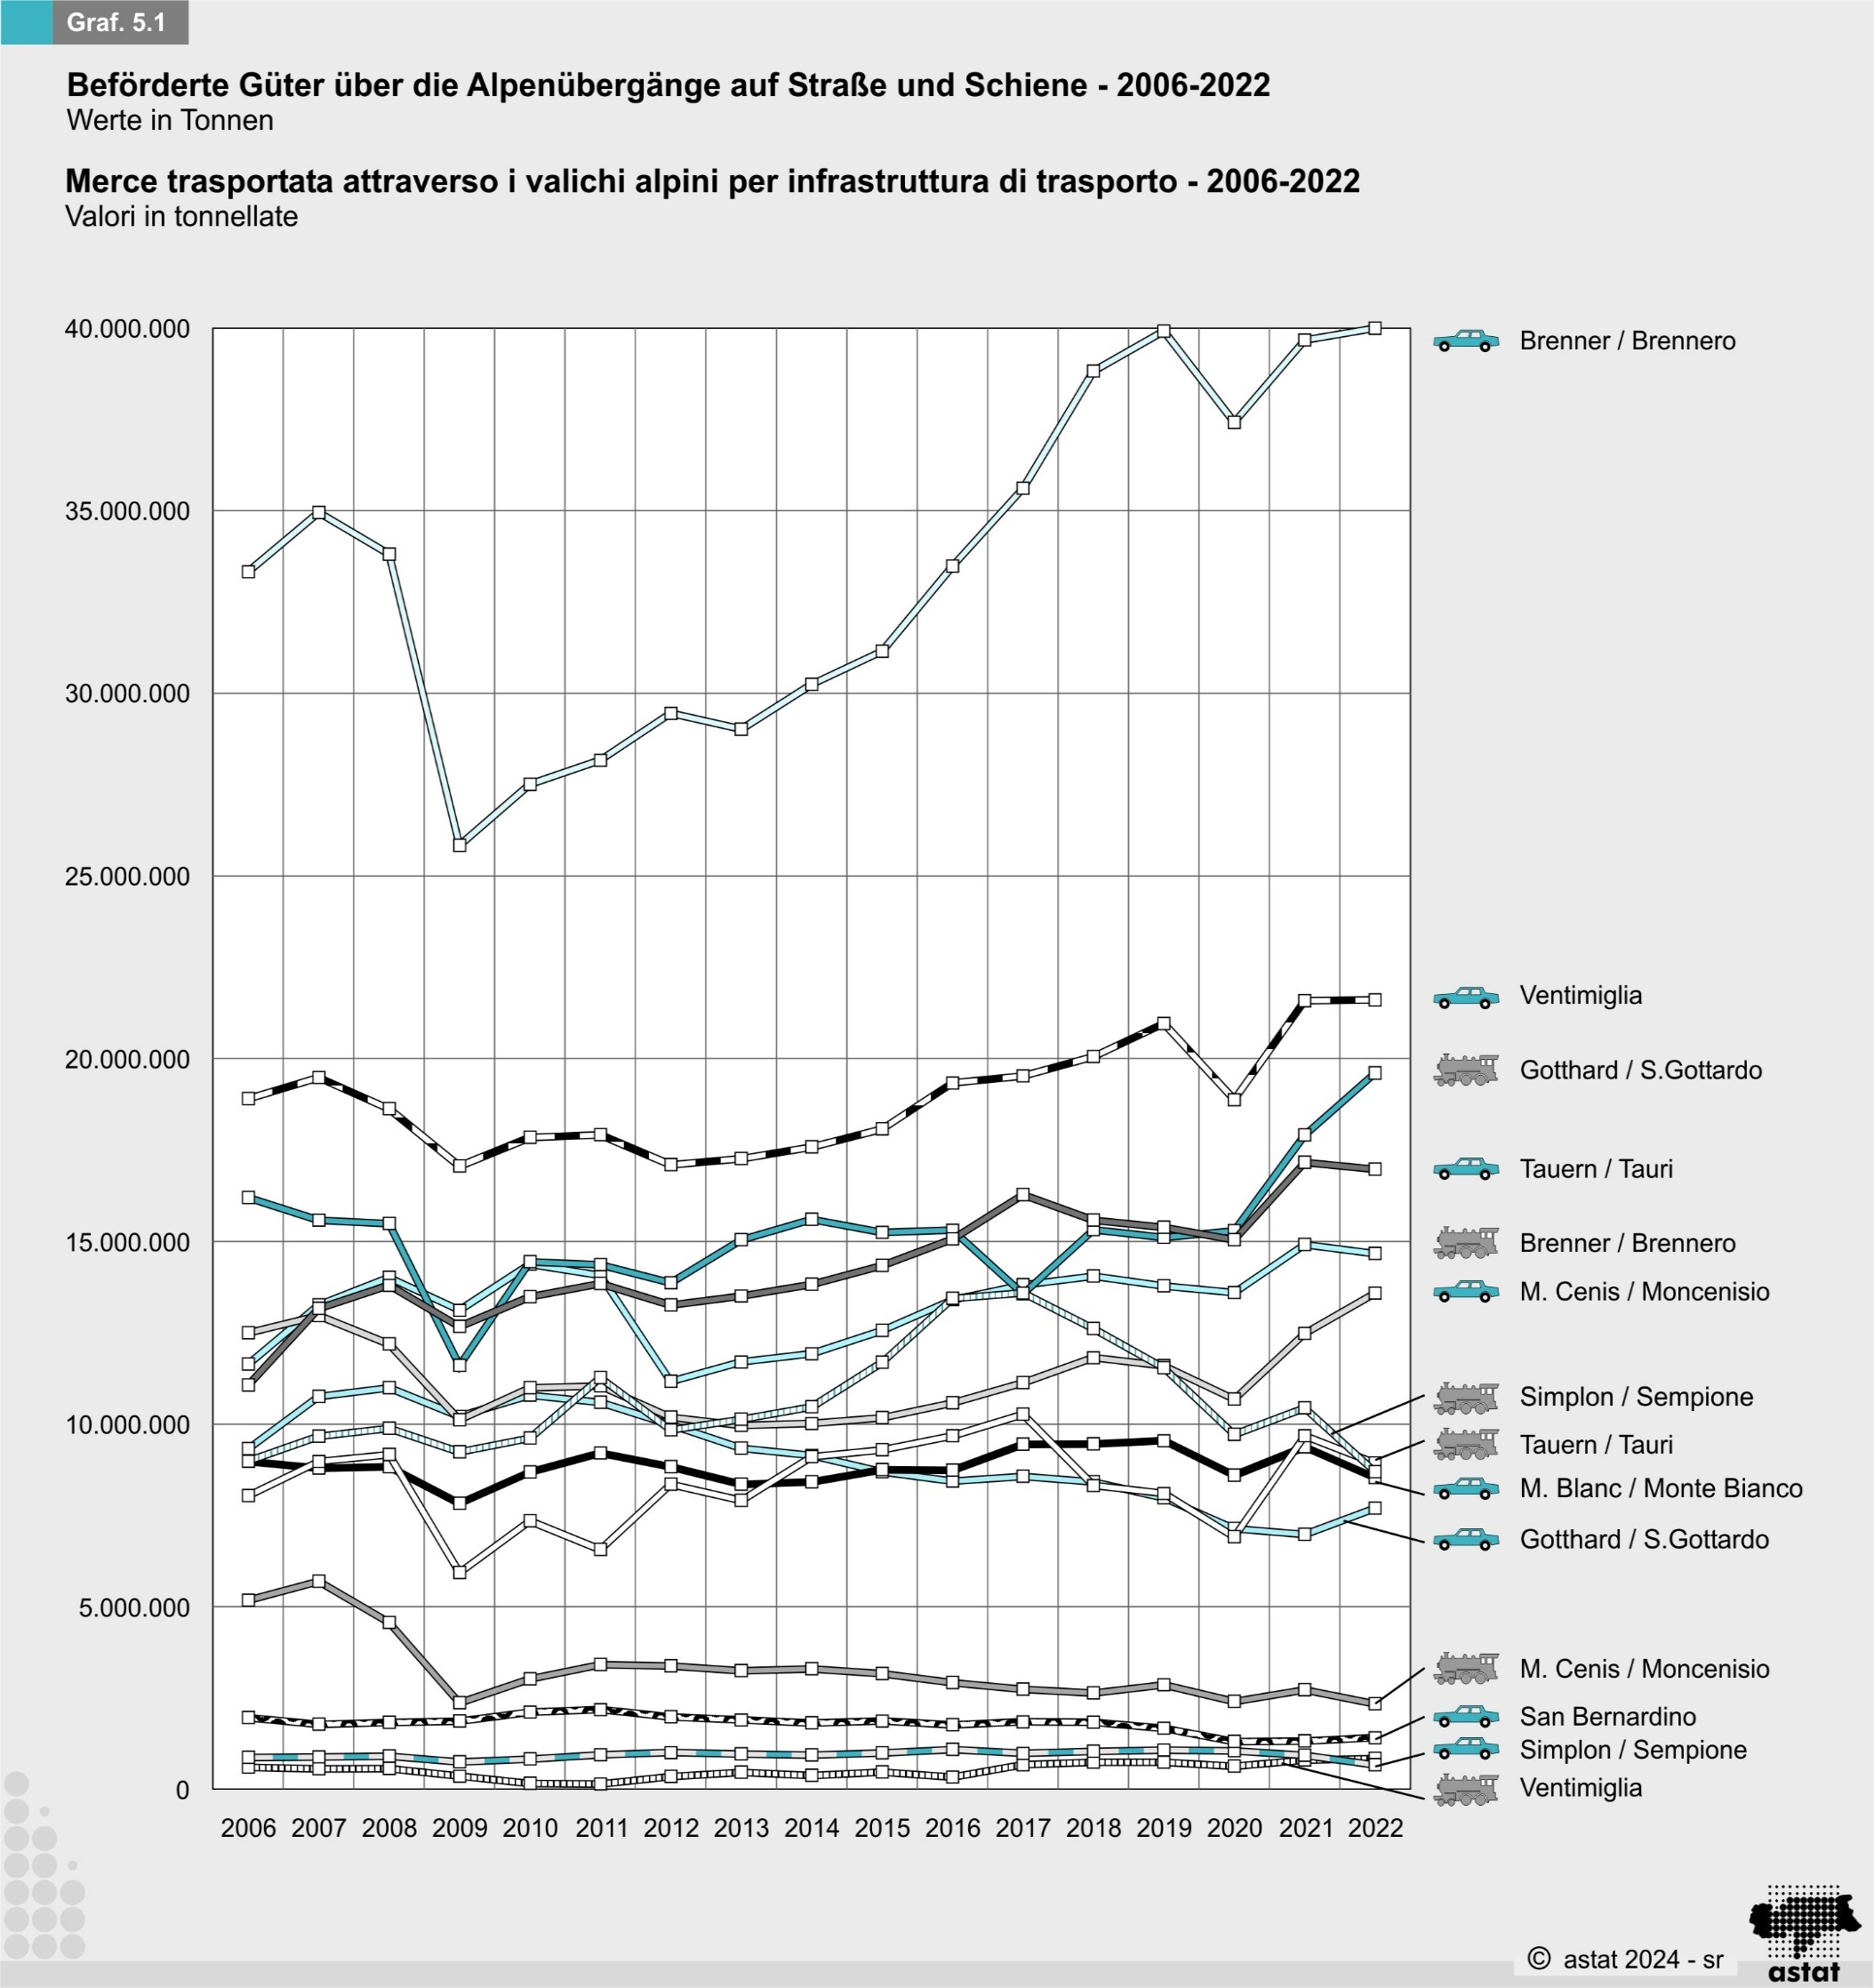 Graf. 5.1
Beförderte Güter über die Alpenübergänge auf Straße und Schiene - 2006-2022
Werte in Tonnen
Merce trasportata attraverso i valichi alpini per infrastruttura di trasporto - 2006-2022
Valori in tonnellate
40.000.000
35.000.000
30.000.000
25.000.000
20.000.000
15.000.000
10.000.000
5.000.000
0
2006 2007 2008 2009 2010 2011 2012 2013 2014 2015 2016 2017 2018 2019 2020 2021 2022
Brenner / Brennero
Ventimiglia
Gotthard / S.Gottardo
Tauern / Tauri
Brenner / Brennero
M. Cenis / Moncenisio
Simplon / Sempione
Tauern / Tauri
M. Blanc / Monte Bianco
Gotthard / S.Gottardo
M. Cenis / Moncenisio
San Bernardino
Simplon / Sempione
Ventimiglia
© astat 2024 - sr
astat